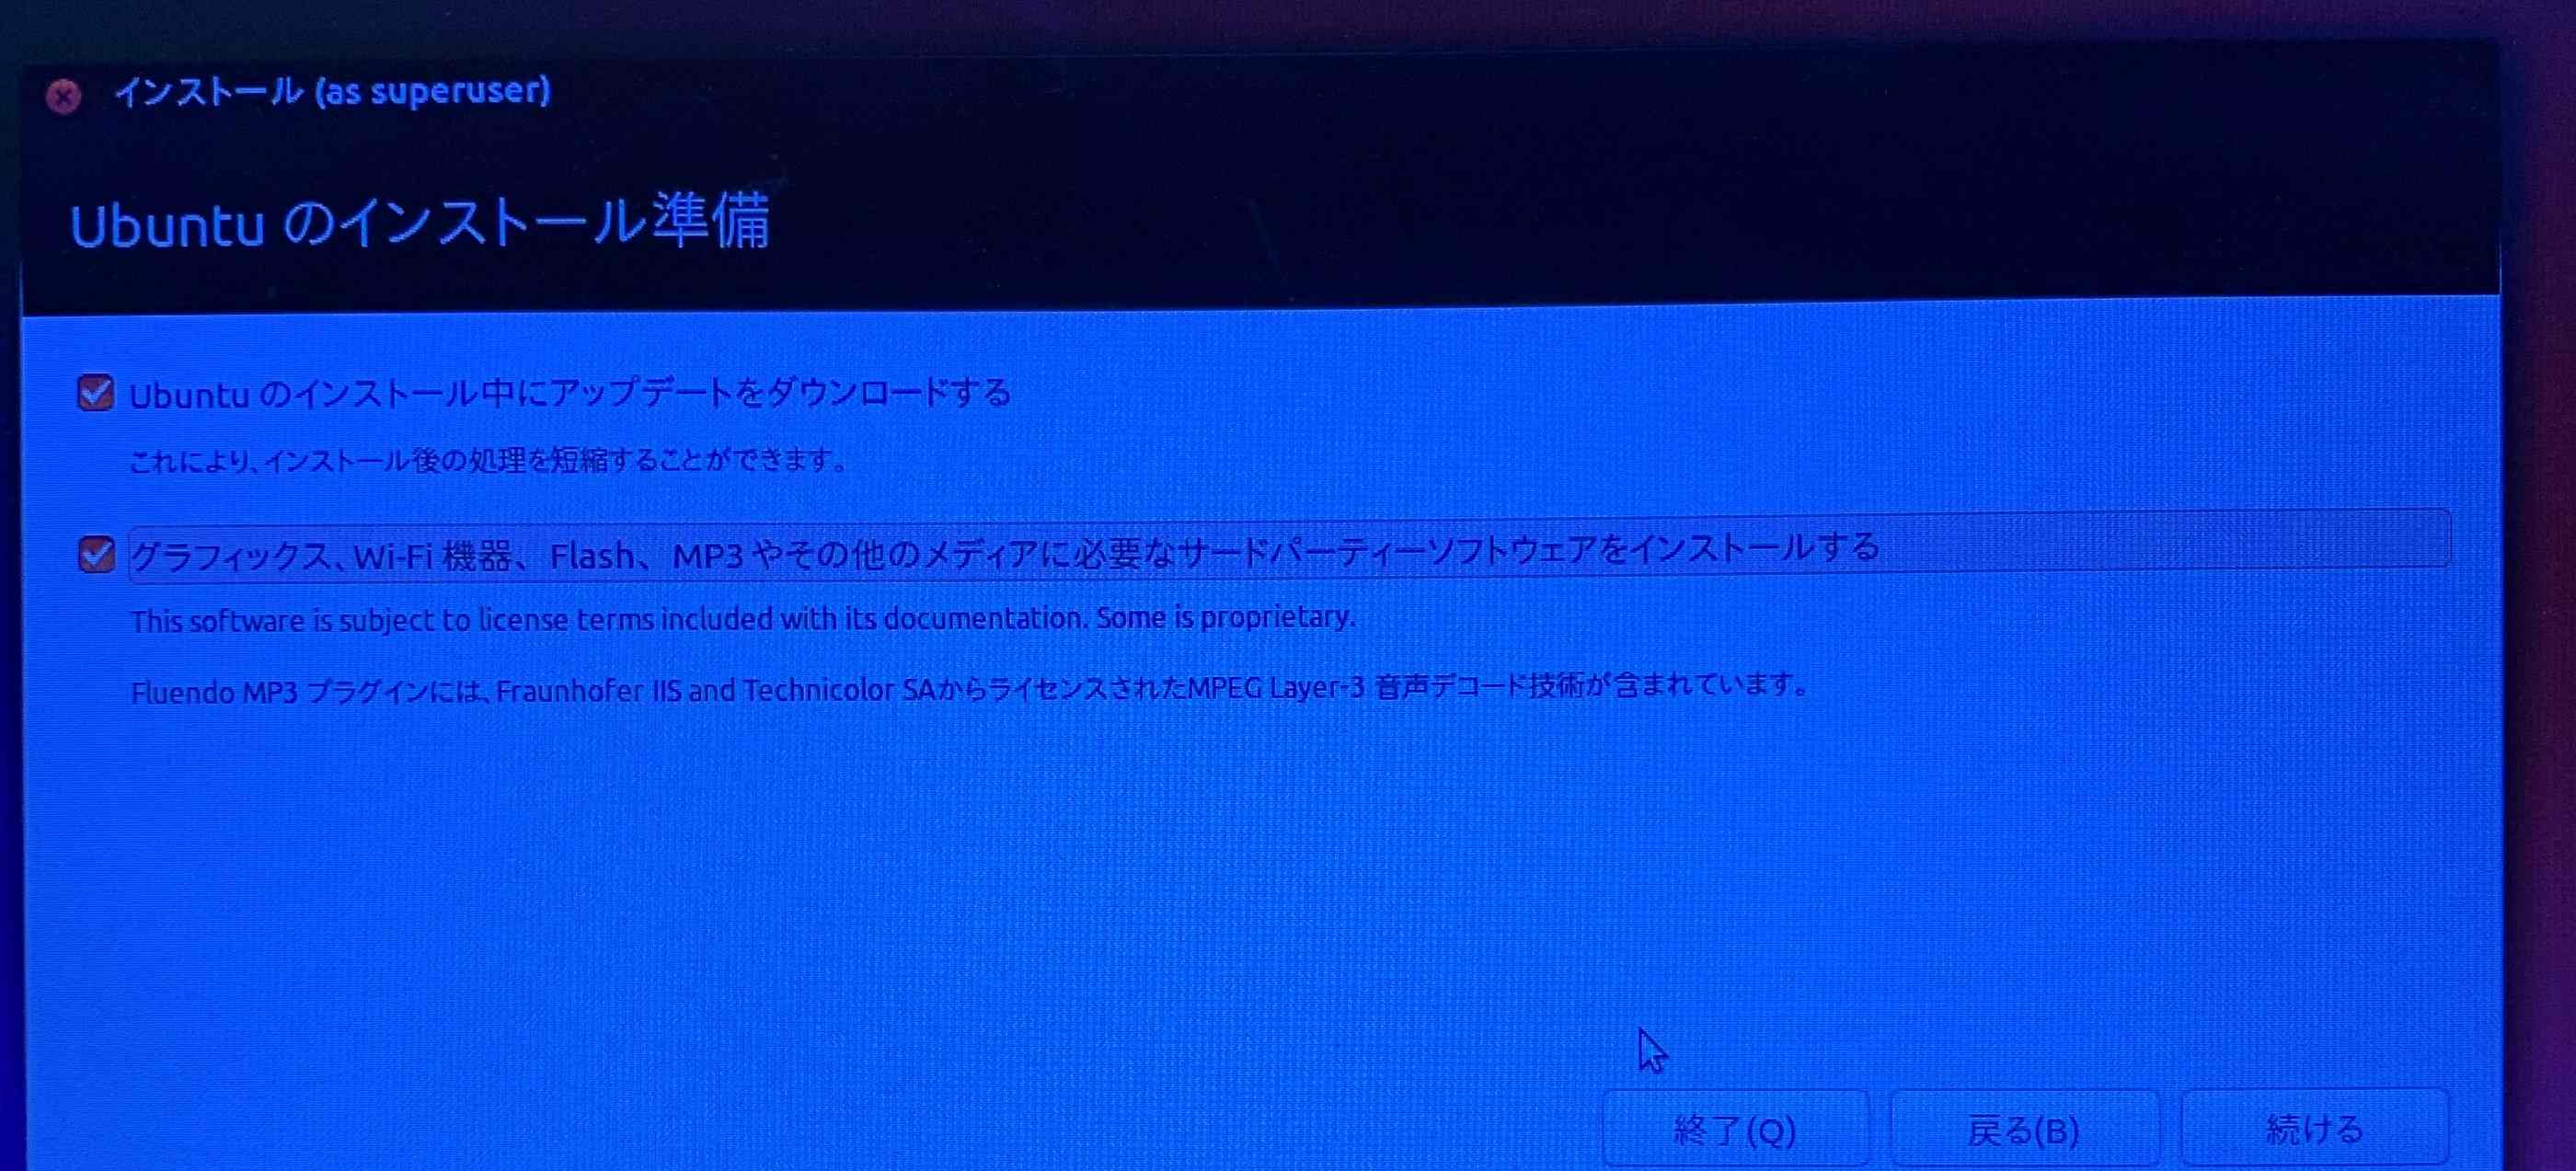 インストール (as superuser)
Ubuntu のインストール準備
Ubuntu のインストール中にアップデートをダウンロードする
これにより、インストール後の処理を短縮することができます。
グラフィックス、Wi-Fi 機器、Flash、MP3 やその他のメディアに必要なサードパーティーソフトウェアをインストールする
This software is subject to license terms included with its documentation. Some is proprietary.
Fluendo MP3 プラグインには、Fraunhofer IIS and Technicolor SAからライセンスされたMPEG Layer-3 音声デコード技術が含まれています。
終了(Q) 戻る(B) 続ける